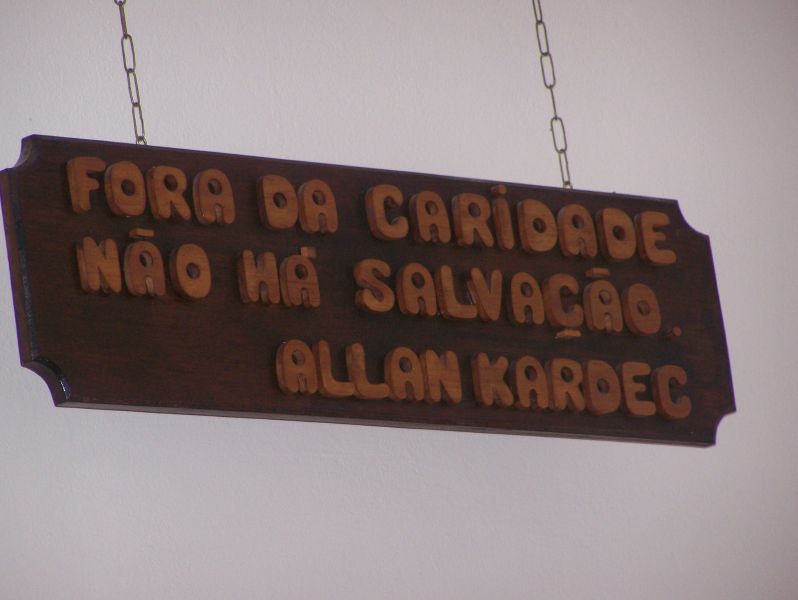 FORA DA CARIDADE
NÃO HÁ SALVAÇÃO.
ALLAN KARDEC